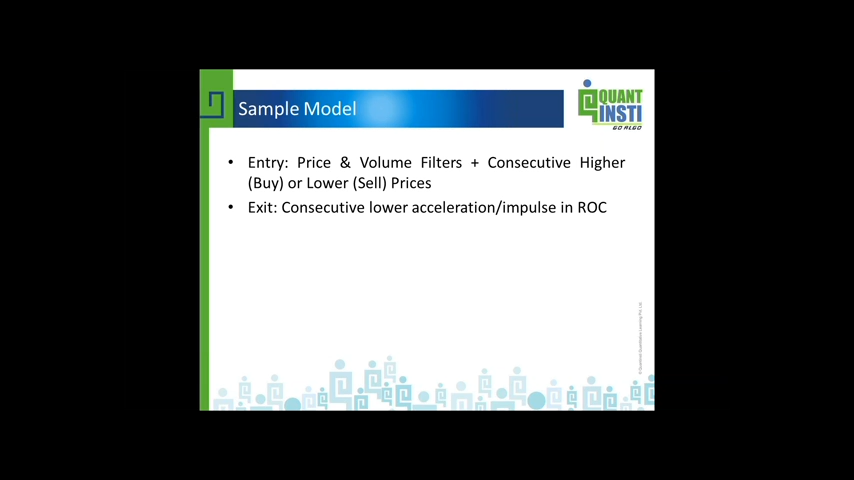 Sample Model
QUANT
INSTI
GO ALGO
• Entry: Price & Volume Filters + Consecutive Higher
(Buy) or Lower (Sell) Prices
• Exit: Consecutive lower acceleration/impulse in ROC